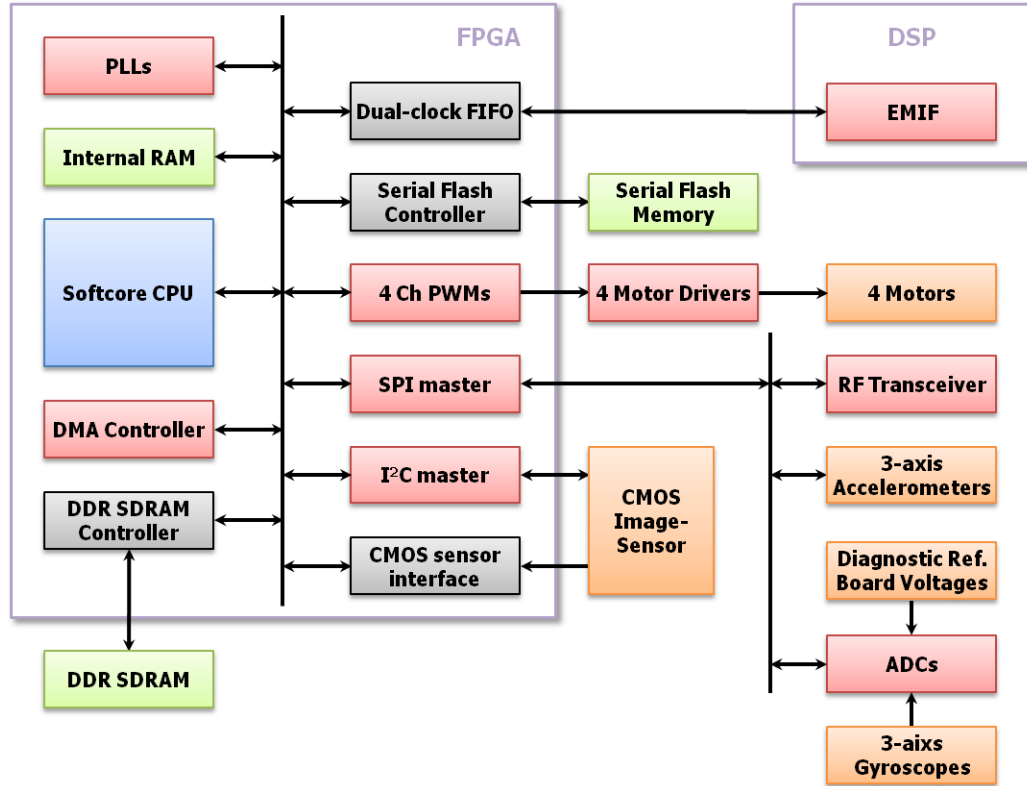 FPGA
DSP
PLLs
Dual-clock FIFO
EMIF
Internal RAM
Serial Flash
Controller
Serial Flash
Memory
Softcore CPU
4 Ch PWMs
4 Motor Drivers
4 Motors
SPI master
RF Transceiver
DMA Controller
I²C master
CMOS
Image-
Sensor
3-axis
Accelerometers
DDR SDRAM
Controller
CMOS sensor
interface
Diagnostic Ref.
Board Voltages
DDR SDRAM
ADCs
3-aixs
Gyroscopes